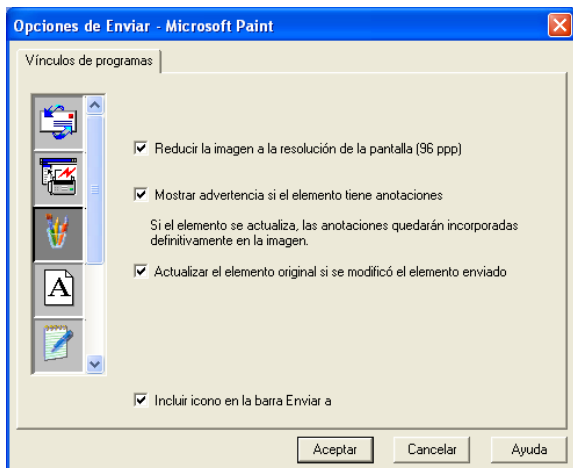 Opciones de Enviar - Microsoft Paint
Vínculos de programas
Reducir la imagen a la resolución de la pantalla (96 ppp)
Mostrar advertencia si el elemento tiene anotaciones
Si el elemento se actualiza, las anotaciones quedarán incorporadas
definitivamente en la imagen.
Actualizar el elemento original si se modificó el elemento enviado
A
Incluir icono en la barra Enviar a
Aceptar
Cancelar
Ayuda